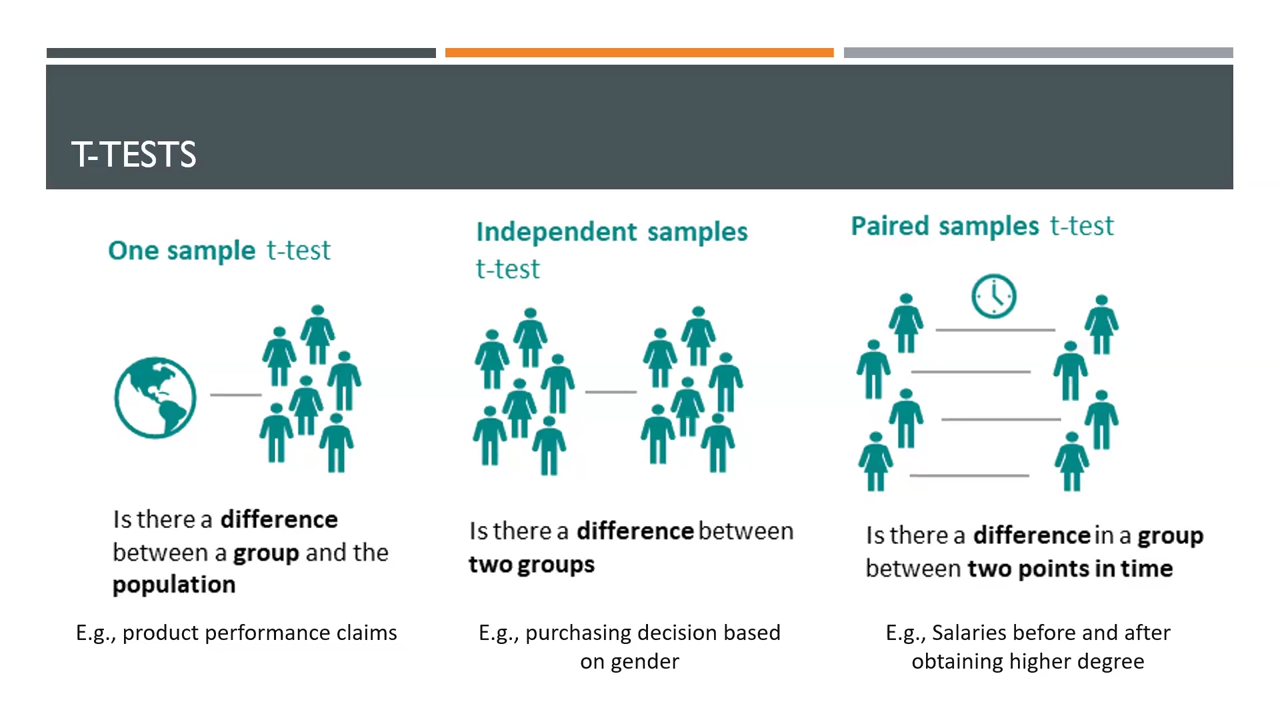 T-TESTS
One sample t-test
Is there a difference
between a group and the
population
E.g., product performance claims
Independent samples
t-test
Is there a difference between
two groups
E.g., purchasing decision based
on gender
Paired samples t-test
Is there a difference in a group
between two points in time
E.g., Salaries before and after
obtaining higher degree